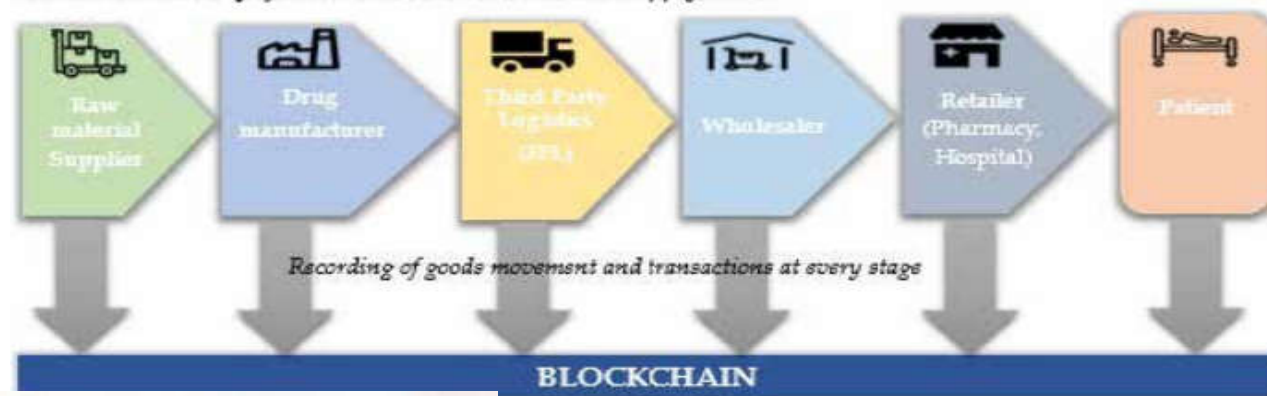 Raw
material
Supplier
Drug
manufacturer
Third Party
Logistics
(3PL)
Wholesaler
Retailer
(Pharmacy,
Hospital)
Patient
Recording of goods movement and transactions at every stage
BLOCKCHAIN